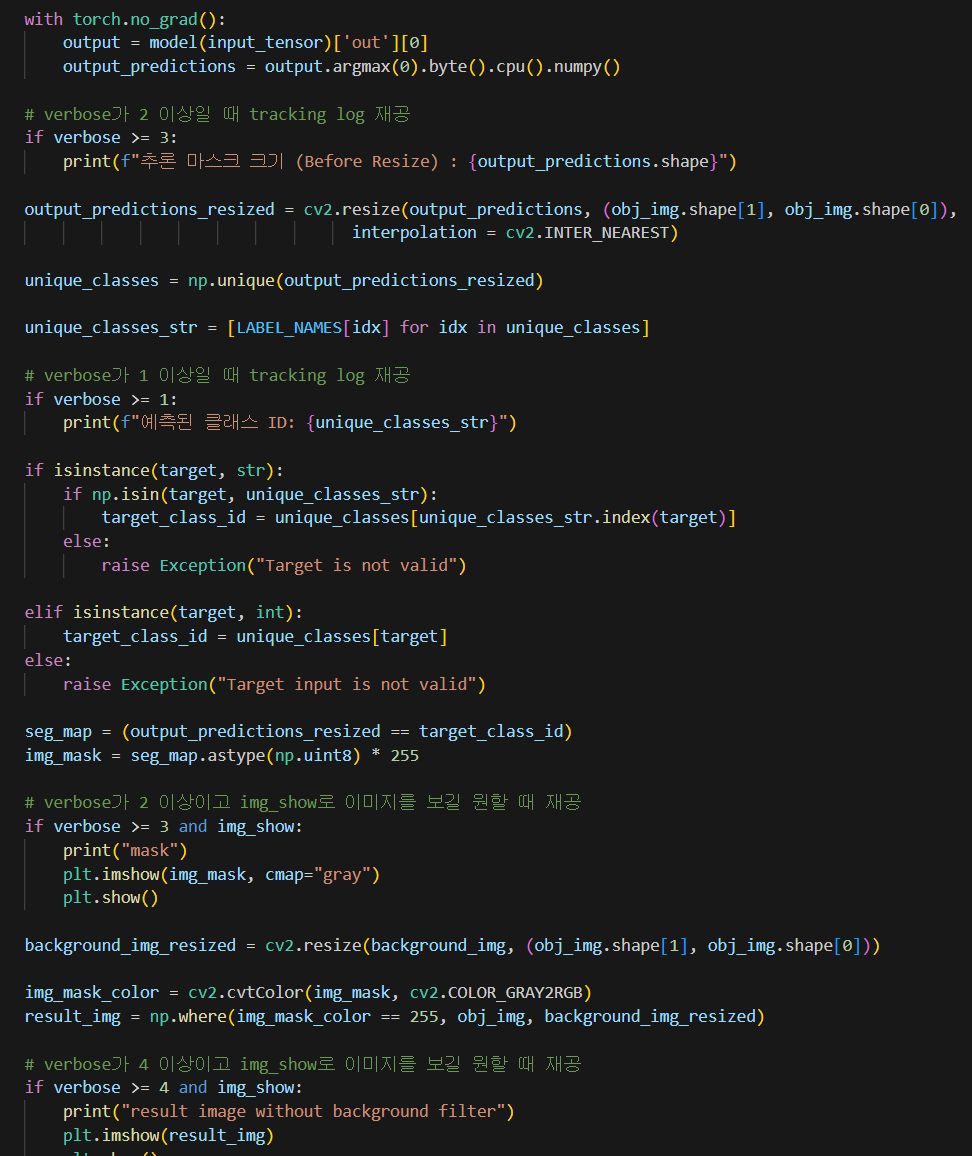 with torch.no_grad():
    output = model(input_tensor)['out'][0]
    output_predictions = output.argmax(0).byte().cpu().numpy()

# verbose가 2 이상일 때 tracking log 제공
if verbose >= 3:
    print(f"추론 마스크 크기 (Before Resize) : {output_predictions.shape}")

output_predictions_resized = cv2.resize(output_predictions, (obj_img.shape[1], obj_img.shape[0]),
                                  interpolation = cv2.INTER_NEAREST)

unique_classes = np.unique(output_predictions_resized)

unique_classes_str = [LABEL_NAMES[idx] for idx in unique_classes]

# verbose가 1 이상일 때 tracking log 제공
if verbose >= 1:
    print(f"예측된 클래스 ID: {unique_classes_str}")

if isinstance(target, str):
    if np.isin(target, unique_classes_str):
        target_class_id = unique_classes[unique_classes_str.index(target)]
    else:
        raise Exception("Target is not valid")

elif isinstance(target, int):
    target_class_id = unique_classes[target]
else:
    raise Exception("Target input is not valid")

seg_map = (output_predictions_resized == target_class_id)
img_mask = seg_map.astype(np.uint8) * 255

# verbose가 2 이상이고 img_show로 이미지를 보길 원할 때 제공
if verbose >= 3 and img_show:
    print("mask")
    plt.imshow(img_mask, cmap="gray")
    plt.show()

background_img_resized = cv2.resize(background_img, (obj_img.shape[1], obj_img.shape[0]))

img_mask_color = cv2.cvtColor(img_mask, cv2.COLOR_GRAY2RGB)
result_img = np.where(img_mask_color == 255, obj_img, background_img_resized)

# verbose가 4 이상이고 img_show로 이미지를 보길 원할 때 제공
if verbose >= 4 and img_show:
    print("result image without background filter")
    plt.imshow(result_img)